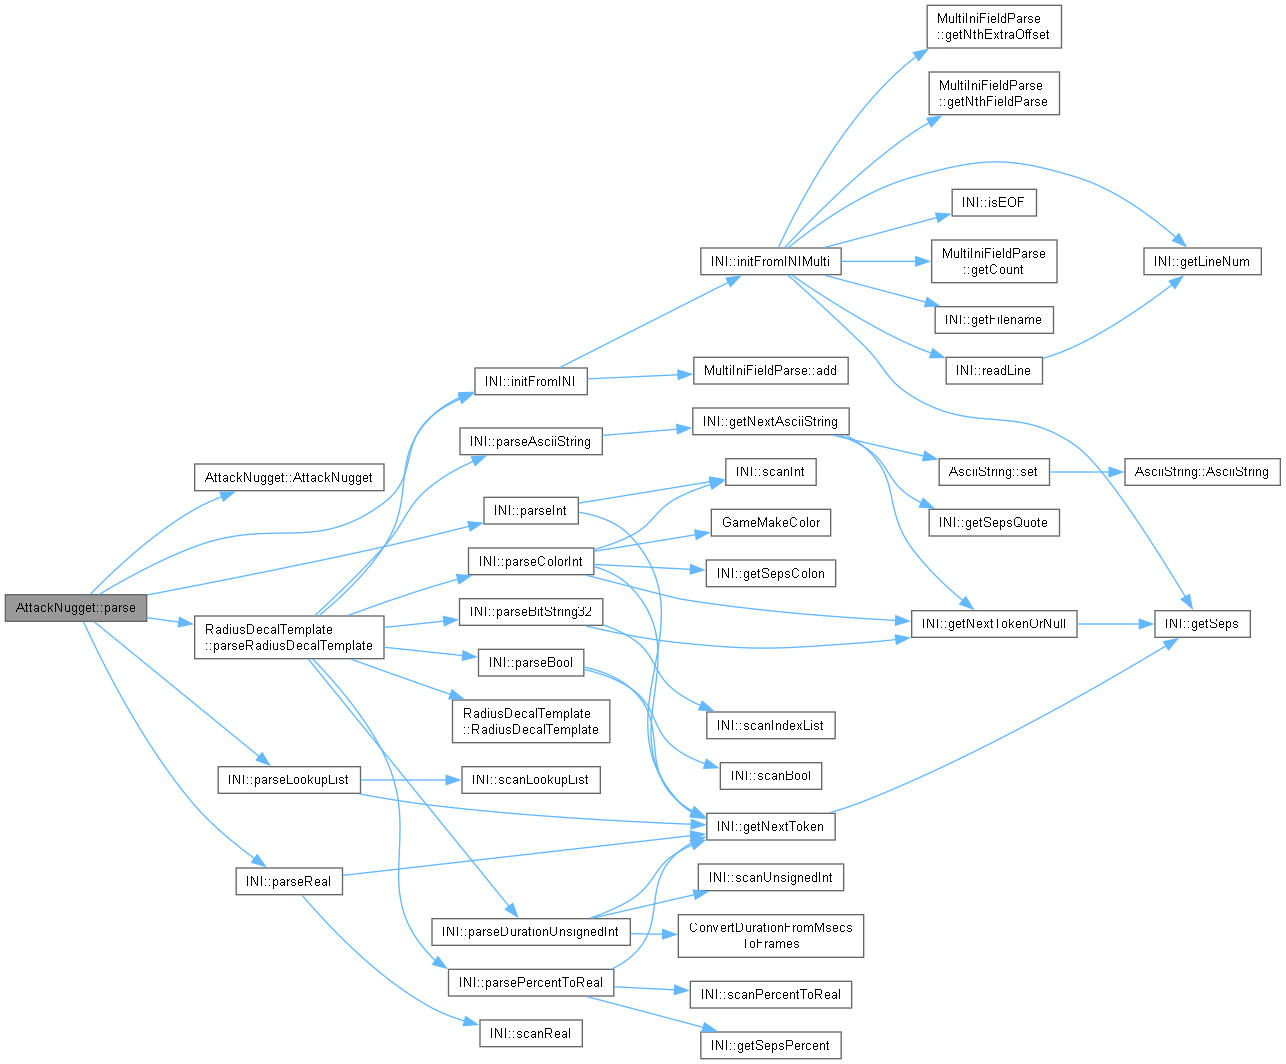 MultiIniFieldParse
::getNthExtraOffset
MultiIniFieldParse
::getNthFieldParse
INI::isEOF
INI::initFromINIMulti
MultiIniFieldParse
::getCount
INI::getLineNum
INI::getFilename
INI::readLine
INI::initFromINI
MultiIniFieldParse::add
INI::parseAsciiString
INI::getNextAsciiString
AttackNugget::AttackNugget
INI::scanInt
AsciiString::set
AsciiString::AsciiString
INI::parseInt
GameMakeColor
INI::getSepsQuote
INI::parseColorInt
INI::getSepsColon
AttackNugget::parse
INI::parseBitString32
RadiusDecalTemplate
::parseRadiusDecalTemplate
INI::getNextTokenOrNull
INI::getSeps
INI::parseBool
RadiusDecalTemplate
::RadiusDecalTemplate
INI::scanIndexList
INI::parseLookupList
INI::scanLookupList
INI::scanBool
INI::getNextToken
INI::parseReal
INI::scanUnsignedInt
INI::parseDurationUnsignedInt
ConvertDurationFromMsecs
ToFrames
INI::parsePercentToReal
INI::scanPercentToReal
INI::scanReal
INI::getSepsPercent